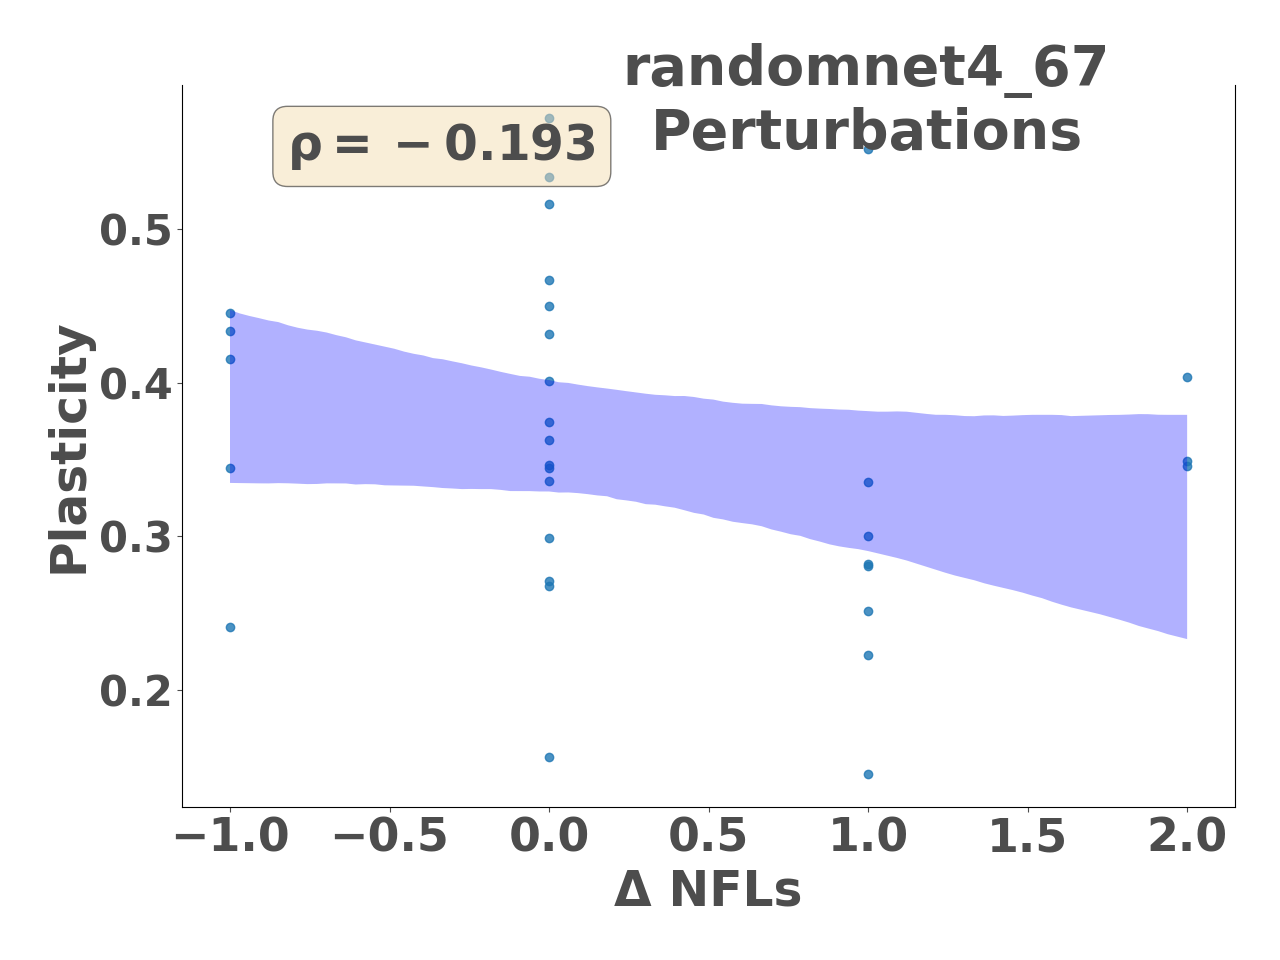 randomnet4_67
Perturbations
ρ = − 0.193
Plasticity
0.5
0.4
0.3
0.2
−1.0 −0.5 0.0 0.5 1.0 1.5 2.0
Δ NFLs